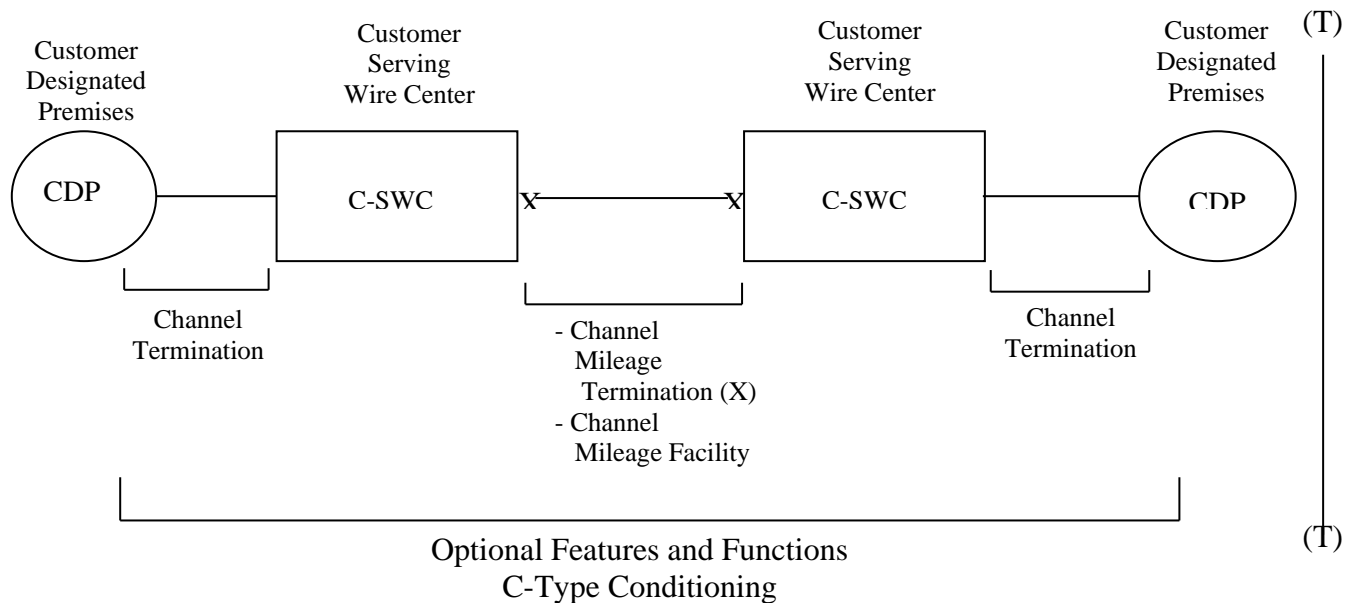 (T)
Customer
Designated
Premises
Customer
Serving
Wire Center
Customer
Serving
Wire Center
Customer
Designated
Premises
CDP
C-SWC
X
X
C-SWC
CDP
Channel
Termination
- Channel
Mileage
Termination (X)
- Channel
Mileage Facility
Channel
Termination
(T)
Optional Features and Functions
C-Type Conditioning